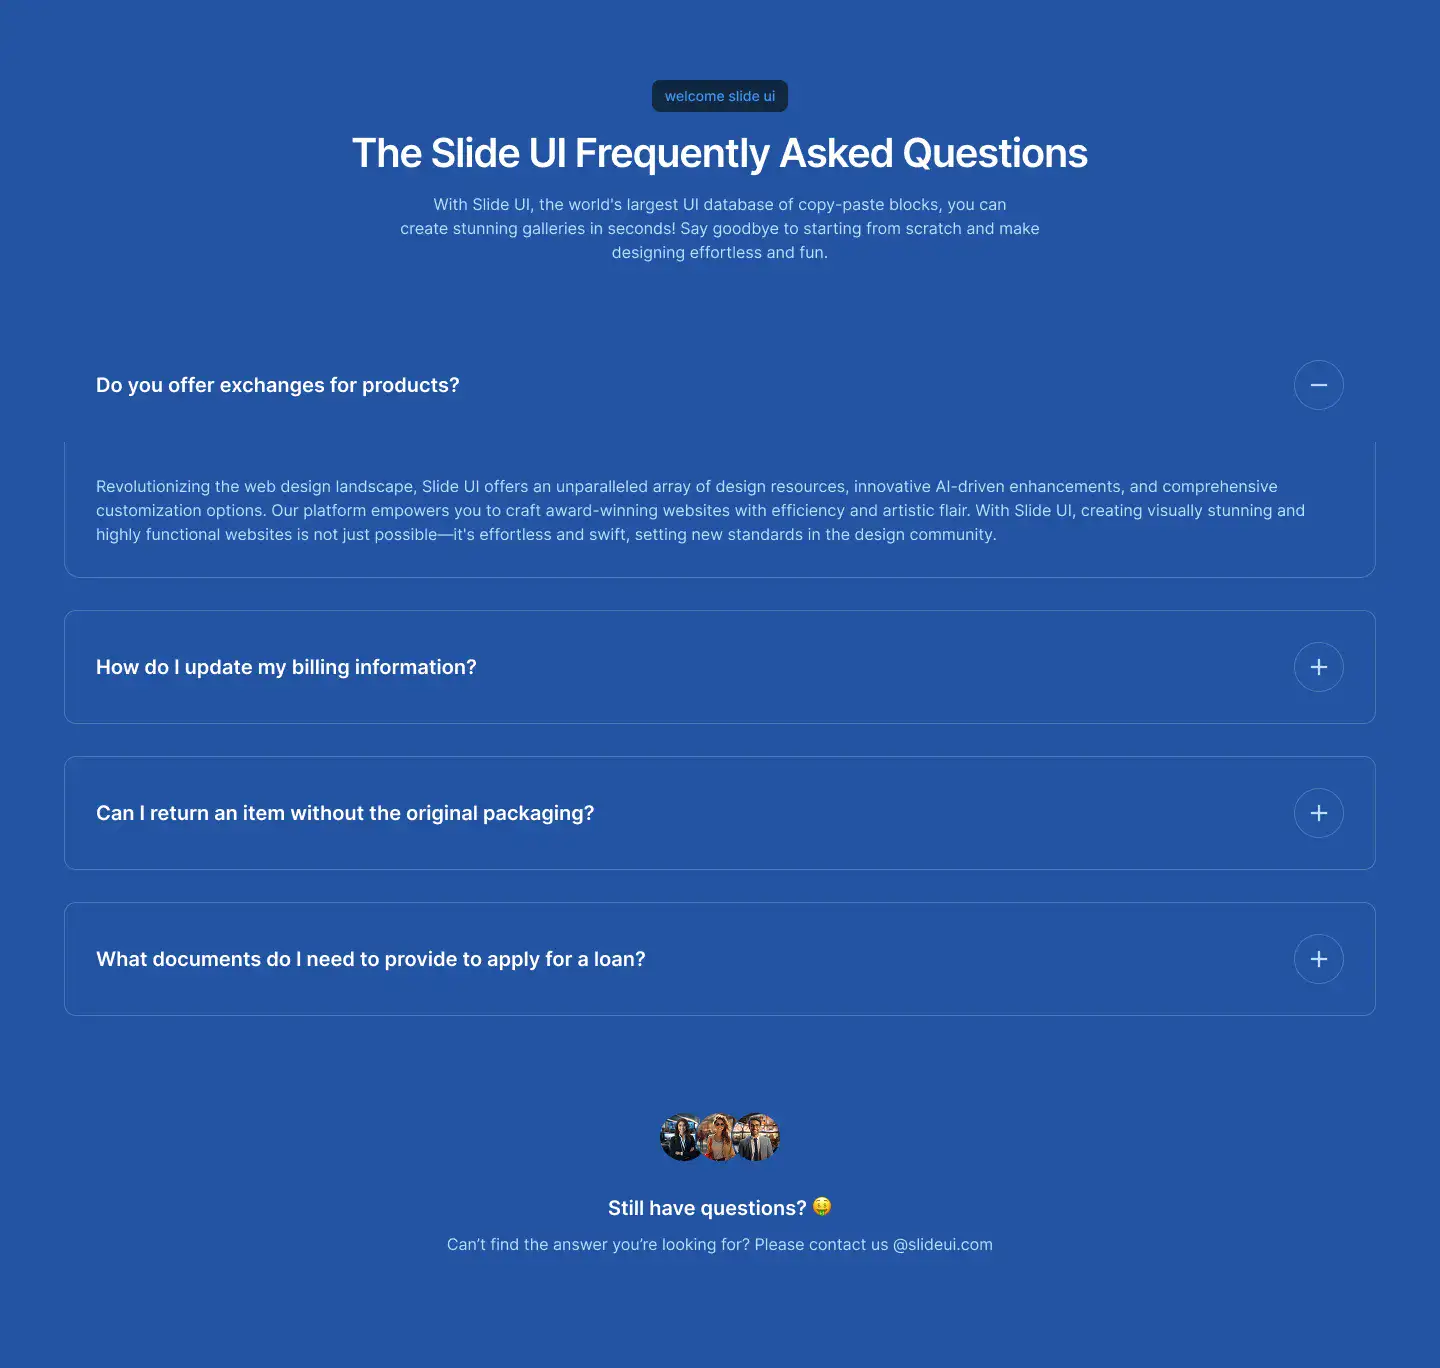 welcome slide ui
The Slide UI Frequently Asked Questions
With Slide UI, the world's largest UI database of copy-paste blocks, you can
create stunning galleries in seconds! Say goodbye to starting from scratch and make
designing effortless and fun.
Do you offer exchanges for products?
Revolutionizing the web design landscape, Slide UI offers an unparalleled array of design resources, innovative AI-driven enhancements, and comprehensive
customization options. Our platform empowers you to craft award-winning websites with efficiency and artistic flair. With Slide UI, creating visually stunning and
highly functional websites is not just possible—it's effortless and swift, setting new standards in the design community.
How do I update my billing information?
Can I return an item without the original packaging?
What documents do I need to provide to apply for a loan?
Still have questions? 🤑
Can’t find the answer you’re looking for? Please contact us @slideui.com